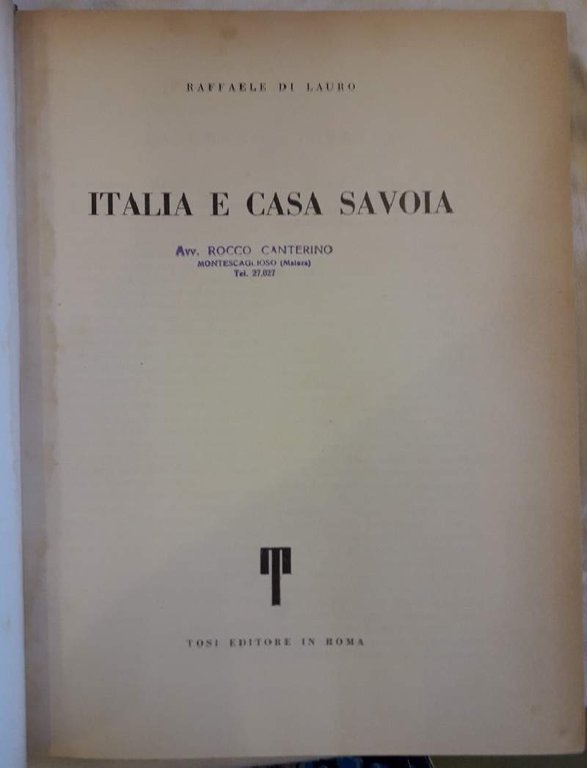 RAFFAELE DI LAURO
ITALIA E CASA SAVOIA
Avv. ROCCO CANTERINO
MONTESCAGLIOSO (Matera)
Tel. 27.027
T
TOSI EDITORE IN ROMA